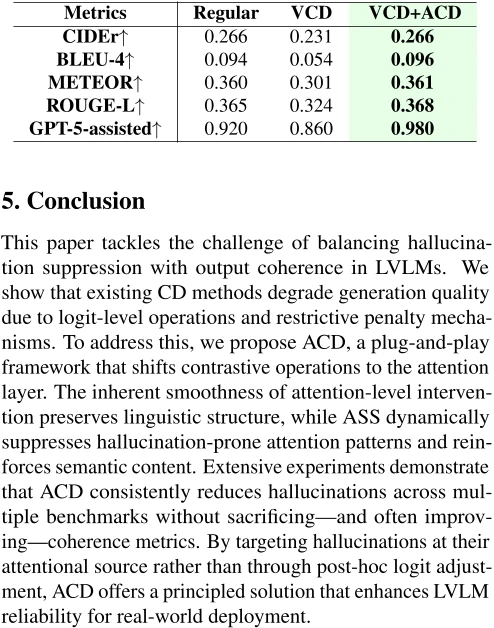 Metrics Regular VCD VCD+ACD
CIDEr↑ 0.266 0.231 0.266
BLEU-4↑ 0.094 0.054 0.096
METEOR↑ 0.360 0.301 0.361
ROUGE-L↑ 0.365 0.324 0.368
GPT-5-assisted↑ 0.920 0.860 0.980
5. Conclusion
This paper tackles the challenge of balancing hallucina-
tion suppression with output coherence in LVLMs. We
show that existing CD methods degrade generation quality
due to logit-level operations and restrictive penalty mecha-
nisms. To address this, we propose ACD, a plug-and-play
framework that shifts contrastive operations to the attention
layer. The inherent smoothness of attention-level interven-
tion preserves linguistic structure, while ASS dynamically
suppresses hallucination-prone attention patterns and rein-
forces semantic content. Extensive experiments demonstrate
that ACD consistently reduces hallucinations across mul-
tiple benchmarks without sacrificing—and often improv-
ing—coherence metrics. By targeting hallucinations at their
attentional source rather than through post-hoc logit adjust-
ment, ACD offers a principled solution that enhances LVLM
reliability for real-world deployment.